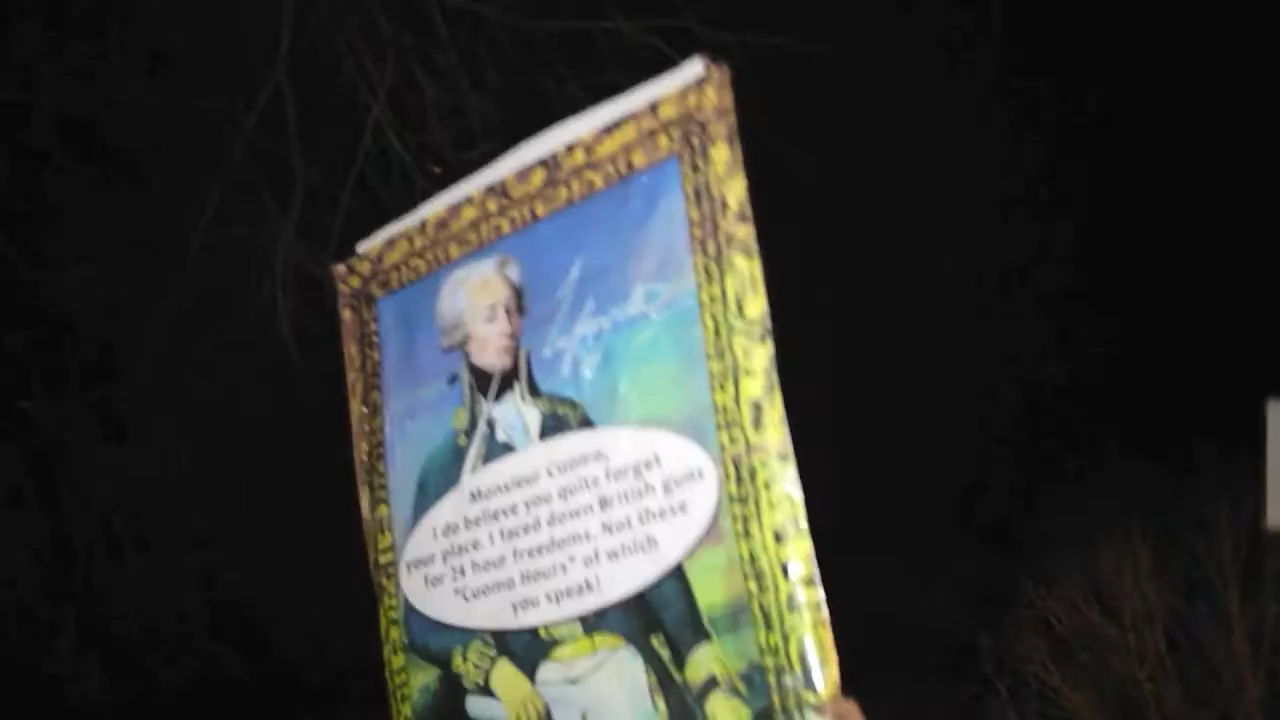 Lafayette
Monsieur Cuomo,
I do believe you quite forget
your place. I faced down British guns
for 24 hour freedoms. Not these
"Cuomo Hours" of which
you speak!